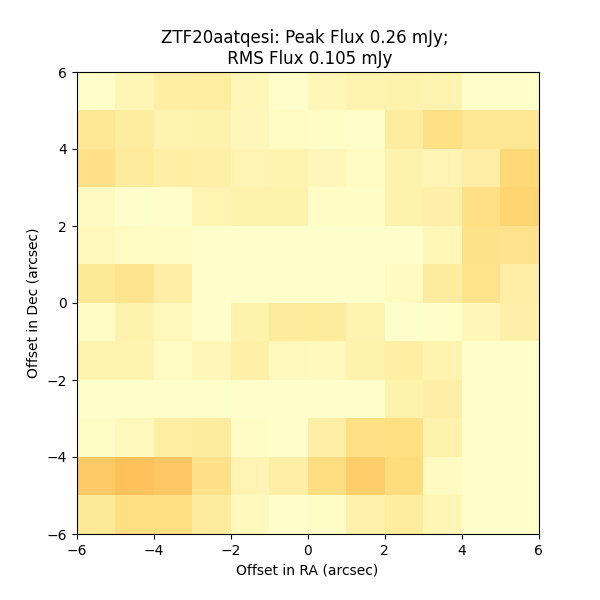 ZTF20aatqesi: Peak Flux 0.26 mJy;
RMS Flux 0.105 mJy
6
4
2
0
−2
−4
−6
Offset in Dec (arcsec)
−6 −4 −2 0 2 4 6
Offset in RA (arcsec)